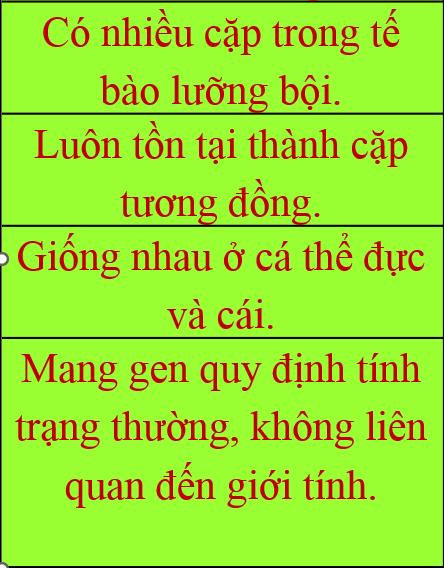 Có nhiều cặp trong tế
bào lưỡng bội.
Luôn tồn tại thành cặp
tương đồng.
Giống nhau ở cá thể đực
và cái.
Mang gen quy định tính
trạng thường, không liên
quan đến giới tính.